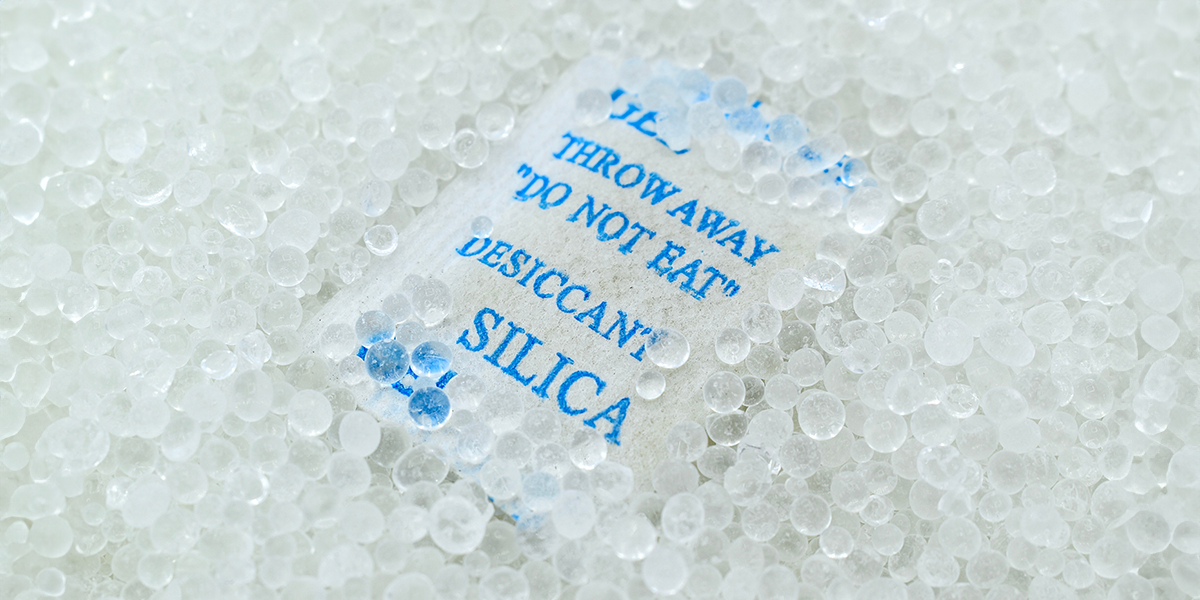 THROW AWAY
"DO NOT EAT"
DESICCANT
SILICA